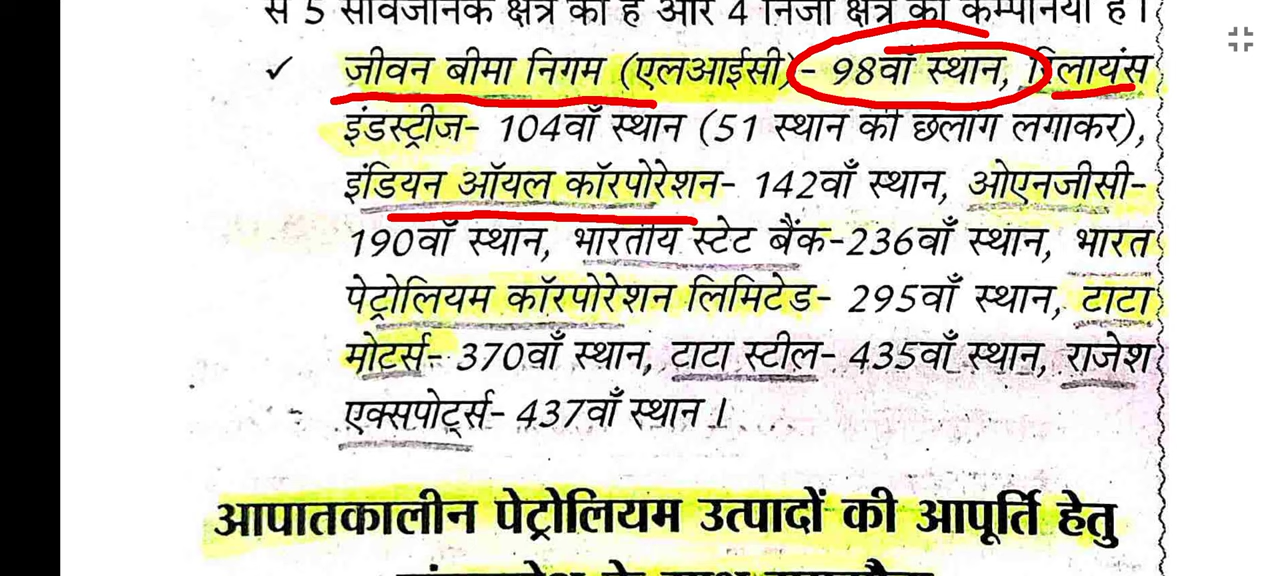 से 5 सार्वजनिक क्षेत्र की हैं और 4 निजी क्षेत्र की कम्पनियाँ हैं।
✓ जीवन बीमा निगम (एलआईसी)- 98वाँ स्थान, रिलायंस
इंडस्ट्रीज- 104वाँ स्थान (51 स्थान की छलांग लगाकर),
इंडियन ऑयल कॉरपोरेशन- 142वाँ स्थान, ओएनजीसी-
190वाँ स्थान, भारतीय स्टेट बैंक-236वाँ स्थान, भारत
पेट्रोलियम कॉरपोरेशन लिमिटेड- 295वाँ स्थान, टाटा
मोटर्स- 370वाँ स्थान, टाटा स्टील- 435वाँ स्थान, राजेश
एक्सपोर्ट्स- 437वाँ स्थान।
आपातकालीन पेट्रोलियम उत्पादों की आपूर्ति हेतु